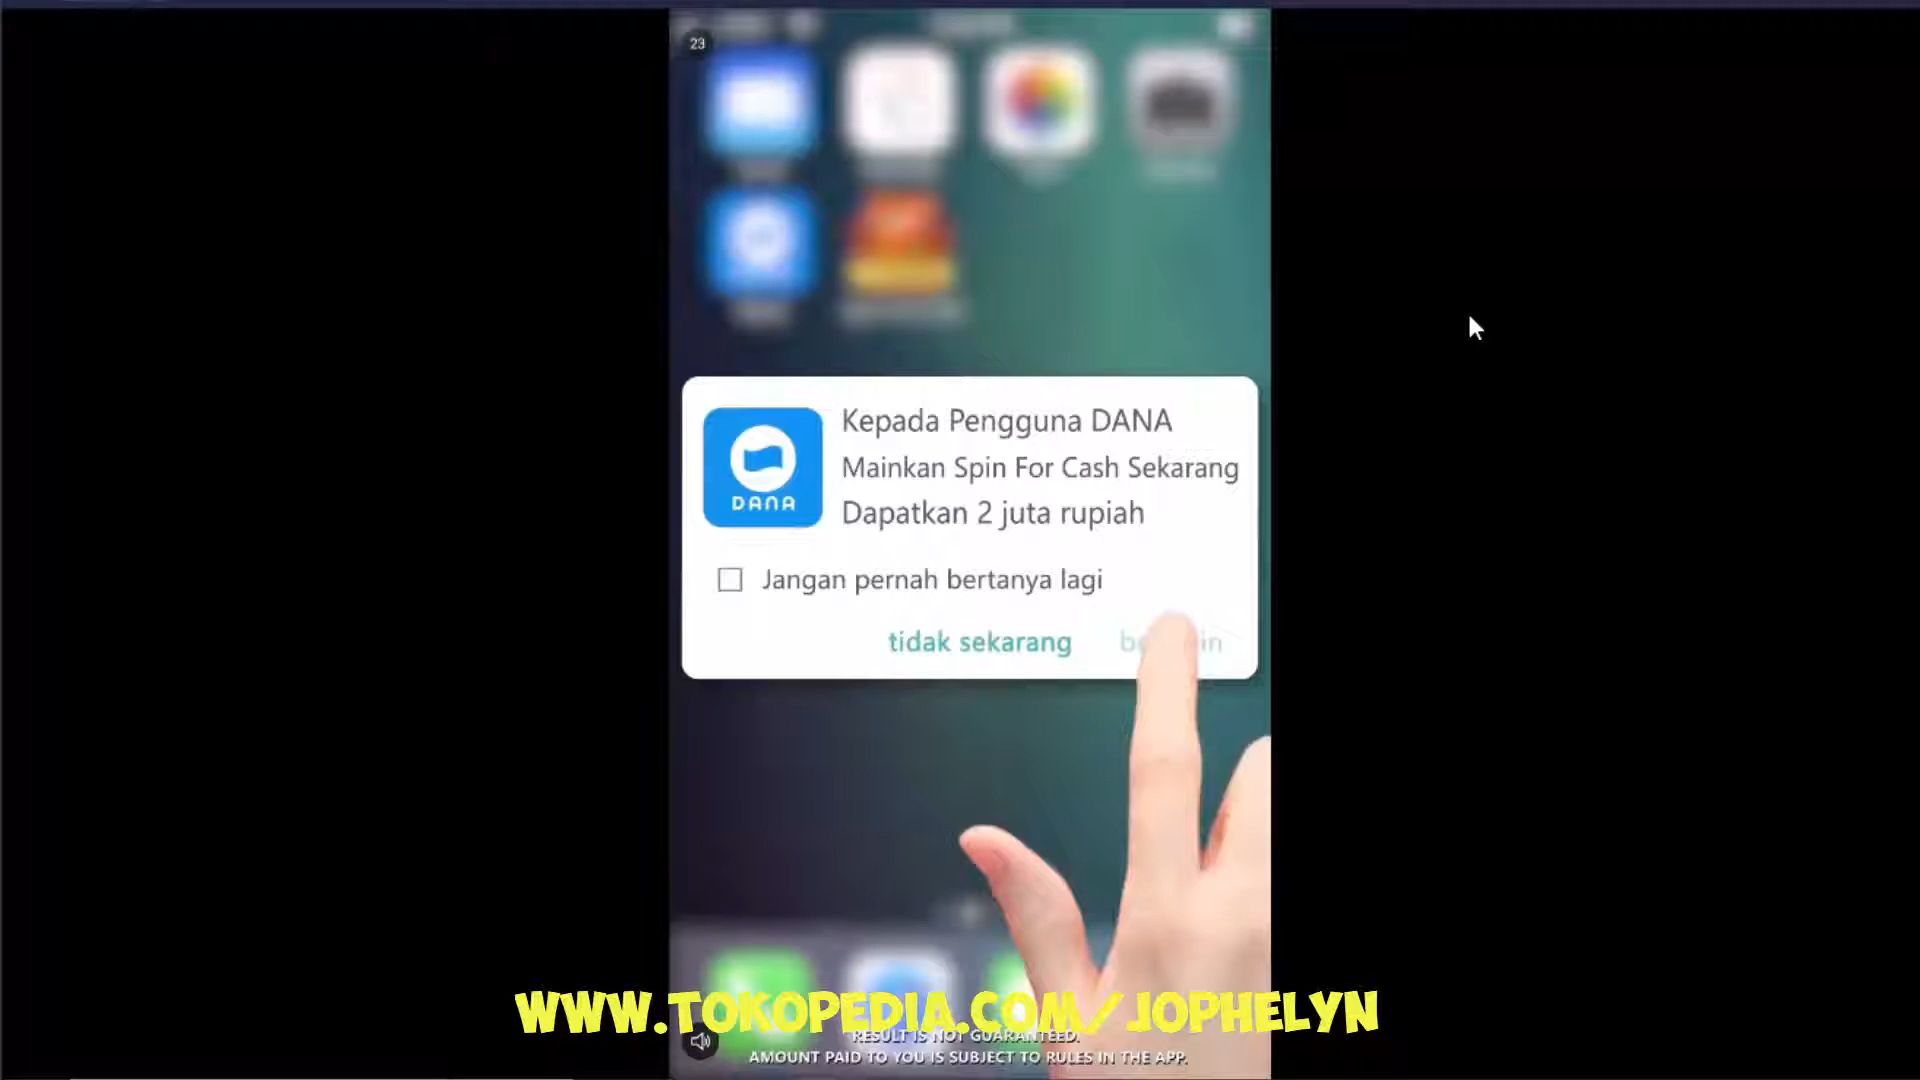 23
Kepada Pengguna DANA
Mainkan Spin For Cash Sekarang
Dapatkan 2 juta rupiah
DANA
Jangan pernah bertanya lagi
tidak sekarang
WWW.TOKOPEDIA.COM/JOPHELYN
RESULT IS NOT GUARANTEED.
AMOUNT PAID TO YOU IS SUBJECT TO RULES IN THE APP.